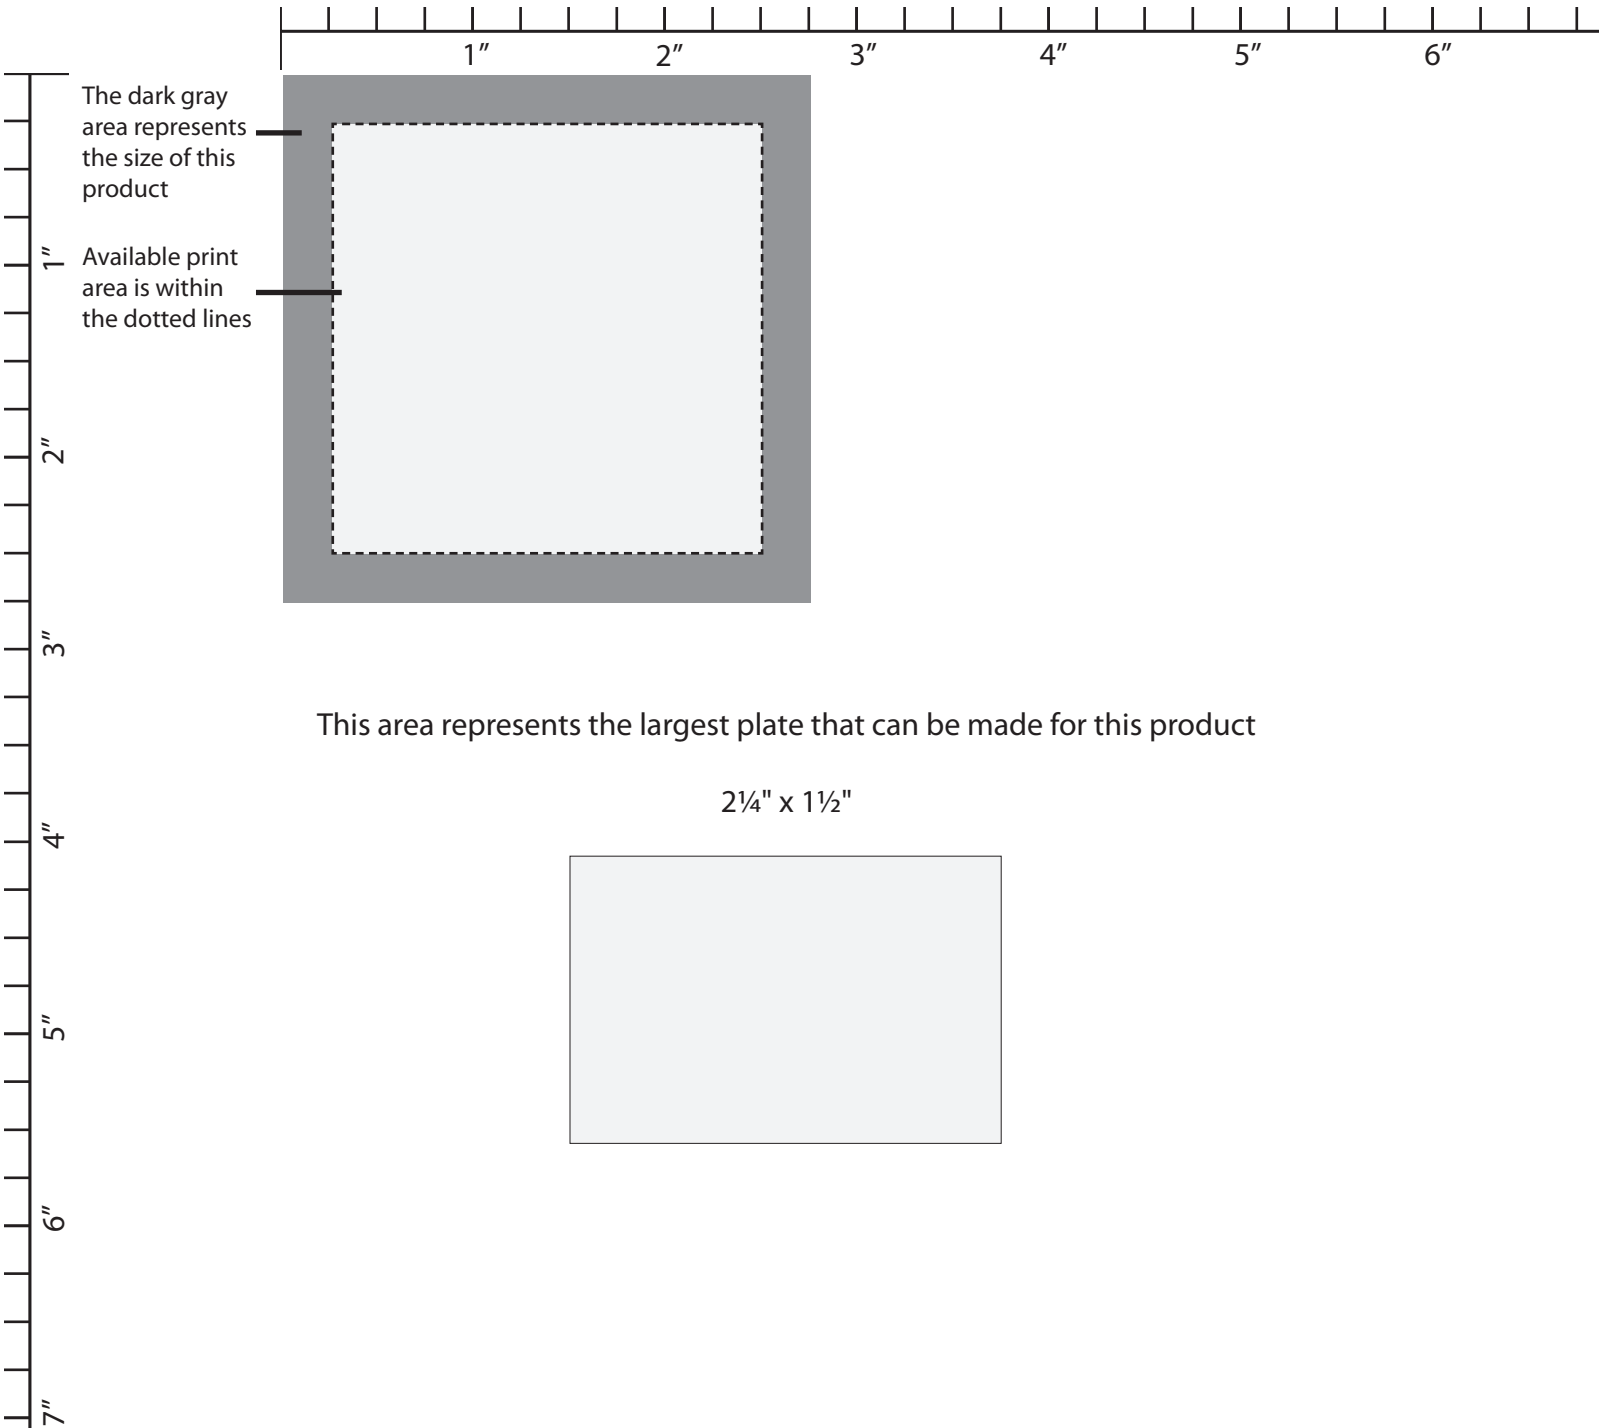 1″ 2″ 3″ 4″ 5″ 6″
The dark gray
area represents
the size of this
product
Available print
area is within
the dotted lines
1″
2″
3″
4″
5″
6″
7″
This area represents the largest plate that can be made for this product
2¼" x 1½"